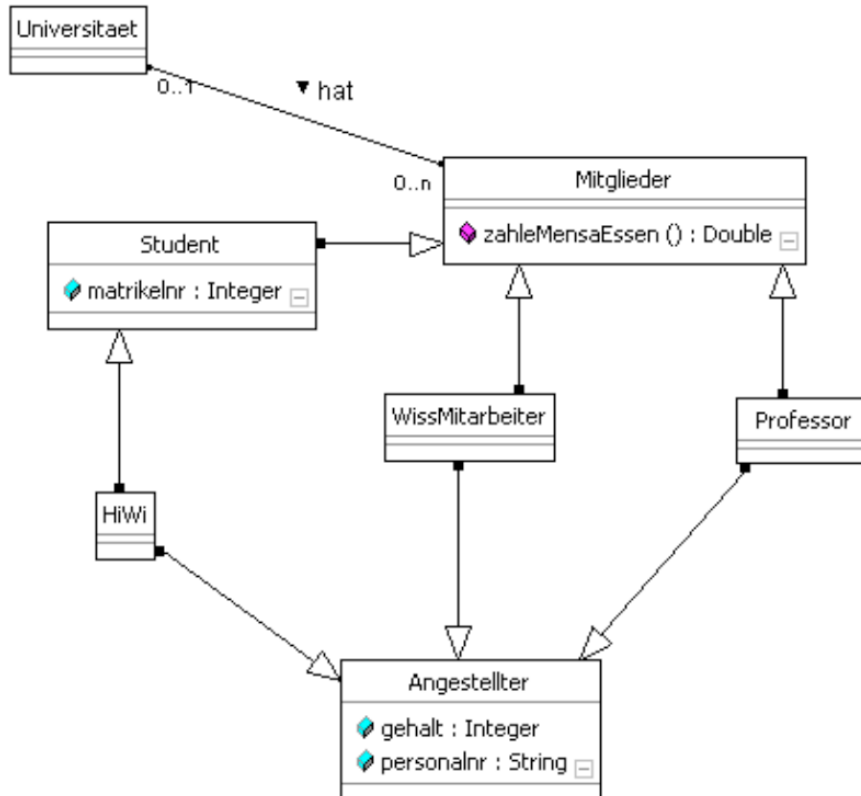 Universitaet
0..1
▼ hat
0..n
Mitglieder
zahleMensaEssen () : Double
Student
matrikelnr : Integer
WissMitarbeiter
Professor
HiWi
Angestellter
gehalt : Integer
personalnr : String